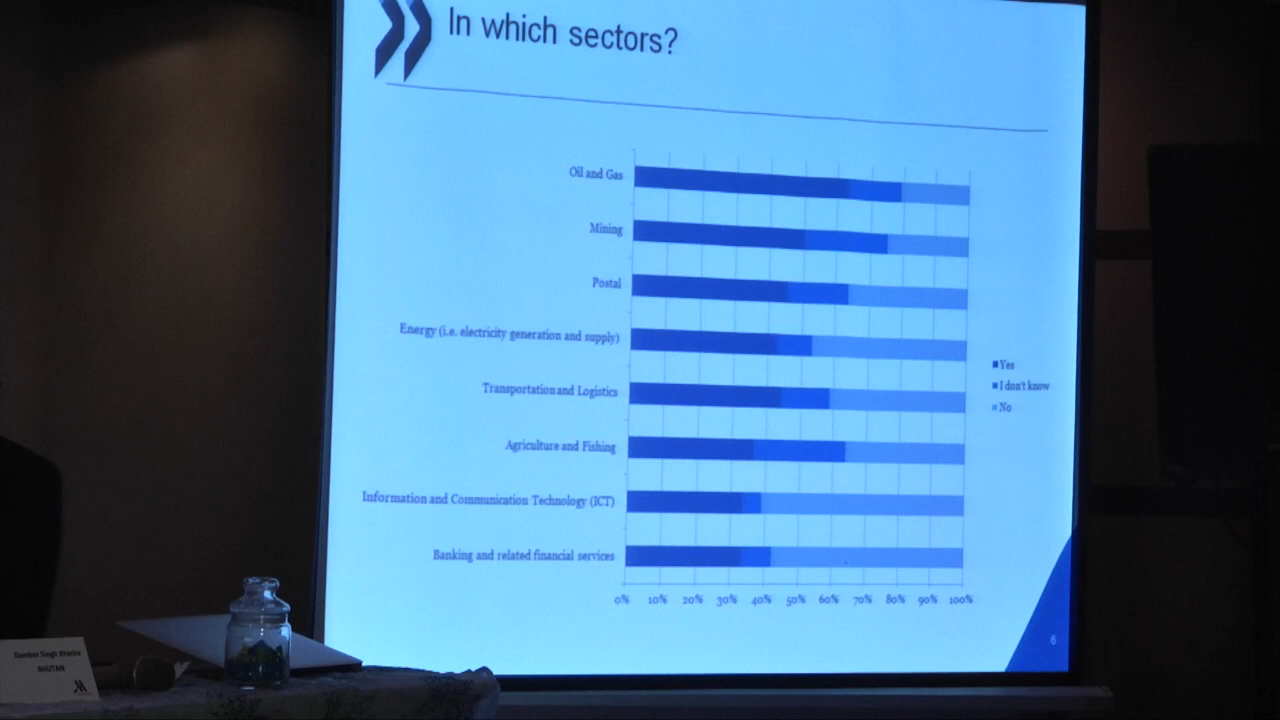 In which sectors?
Oil and Gas
Mining
Postal
Energy (i.e. electricity generation and supply)
Transportation and Logistics
Agriculture and Fishing
Information and Communication Technology (ICT)
Banking and related financial services
0% 10% 20% 30% 40% 50% 60% 70% 80% 90% 100%
Yes
I don't know
No
6
Singh
BHUTAN